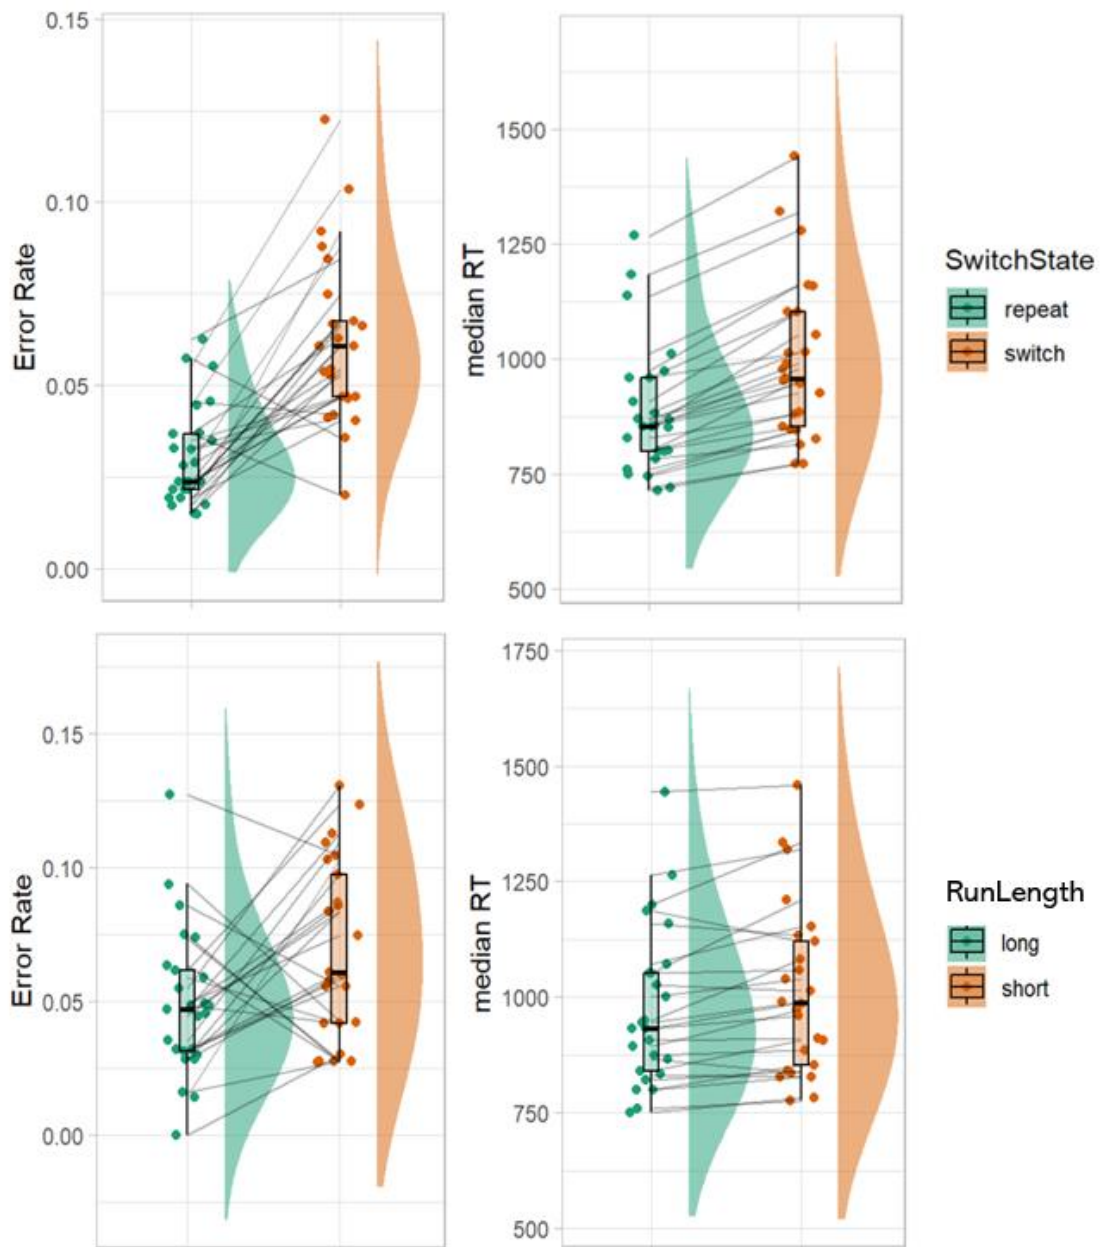 0.15
0.10
0.05
0.00
Error Rate
1500
1250
1000
750
500
median RT
SwitchState
repeat
switch
0.15
0.10
0.05
0.00
Error Rate
1750
1500
1250
1000
750
500
median RT
RunLength
long
short